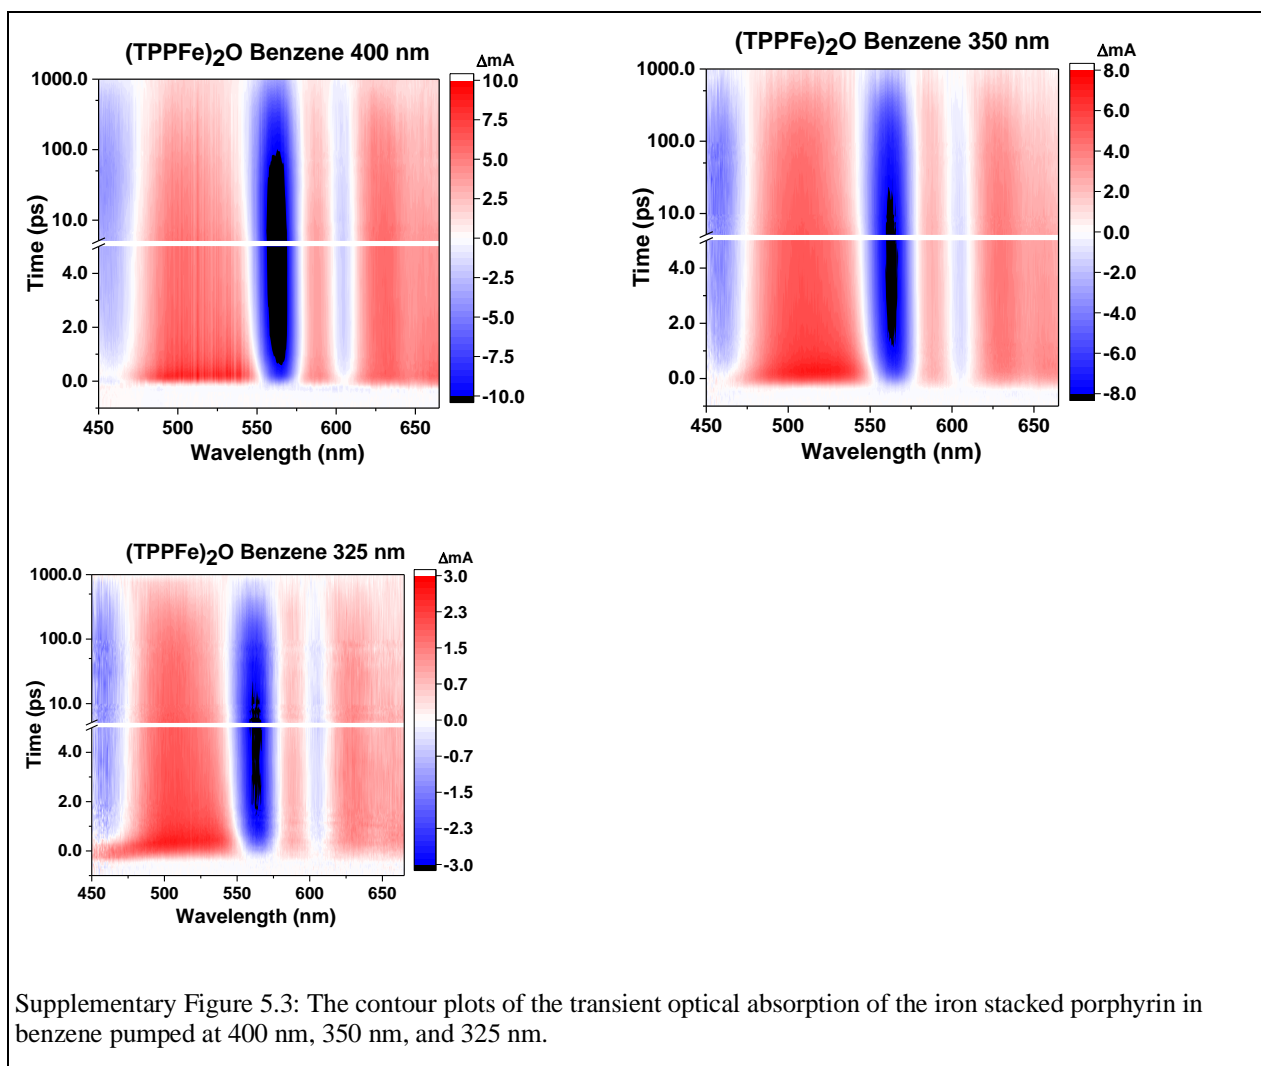 (TPPFe)2O Benzene 400 nm
ΔmA
1000.0
100.0
10.0
4.0
2.0
0.0
Time (ps)
450 500 550 600 650
Wavelength (nm)
10.0
7.5
5.0
2.5
0.0
-2.5
-5.0
-7.5
-10.0
(TPPFe)2O Benzene 350 nm
ΔmA
1000.0
100.0
10.0
4.0
2.0
0.0
Time (ps)
450 500 550 600 650
Wavelength (nm)
8.0
6.0
4.0
2.0
0.0
-2.0
-4.0
-6.0
-8.0
(TPPFe)2O Benzene 325 nm
ΔmA
1000.0
100.0
10.0
4.0
2.0
0.0
Time (ps)
450 500 550 600 650
Wavelength (nm)
3.0
2.3
1.5
0.7
0.0
-0.7
-1.5
-2.3
-3.0
Supplementary Figure 5.3: The contour plots of the transient optical absorption of the iron stacked porphyrin in
benzene pumped at 400 nm, 350 nm, and 325 nm.